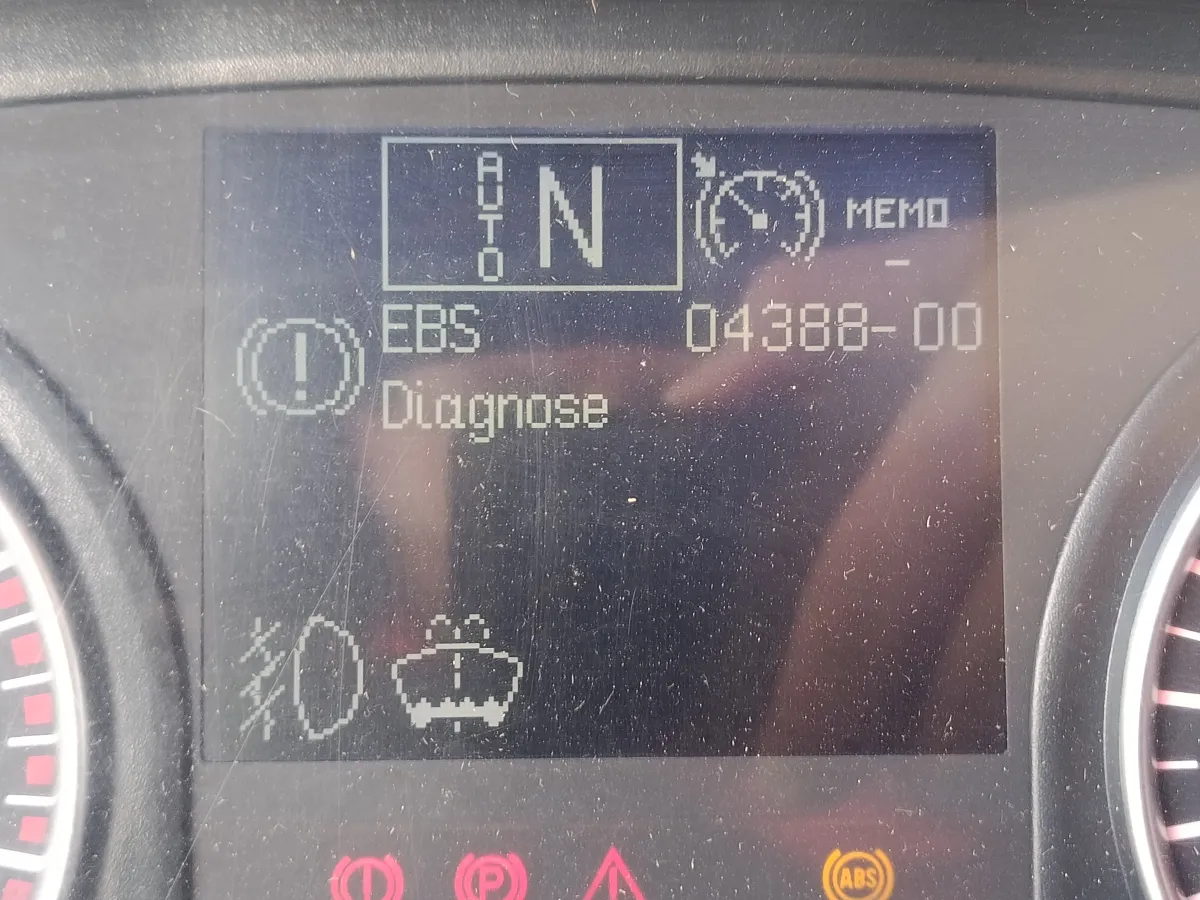 AUTO N
MEMO
–
EBS 04388-00
Diagnose
P
ABS